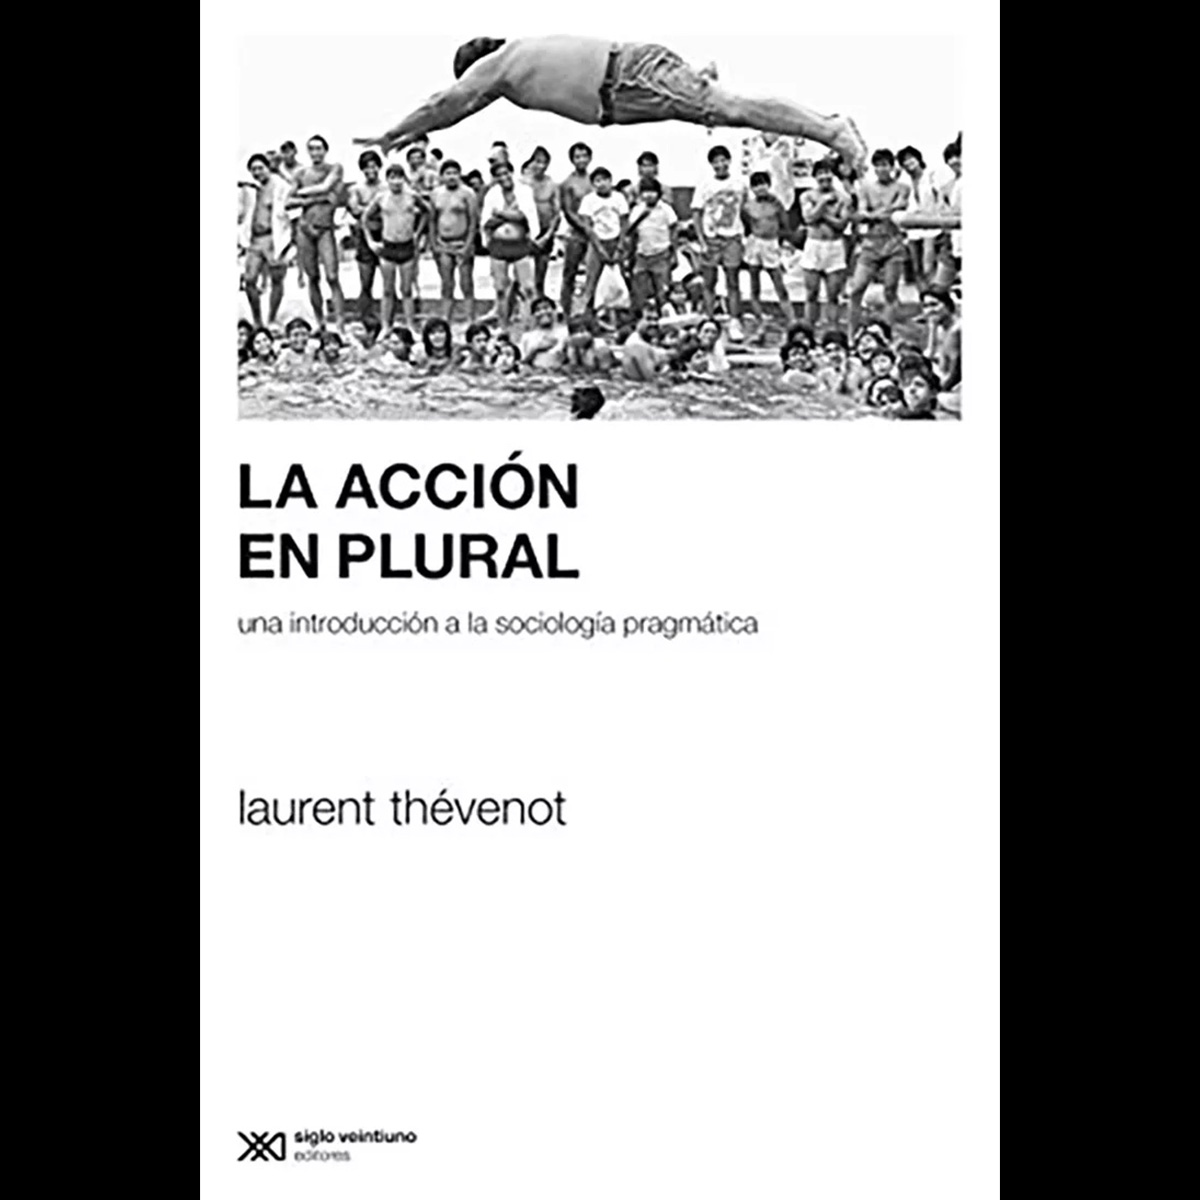 LA ACCIÓN
EN PLURAL
una introducción a la sociología pragmática
laurent thévenot
siglo veintiuno
editores